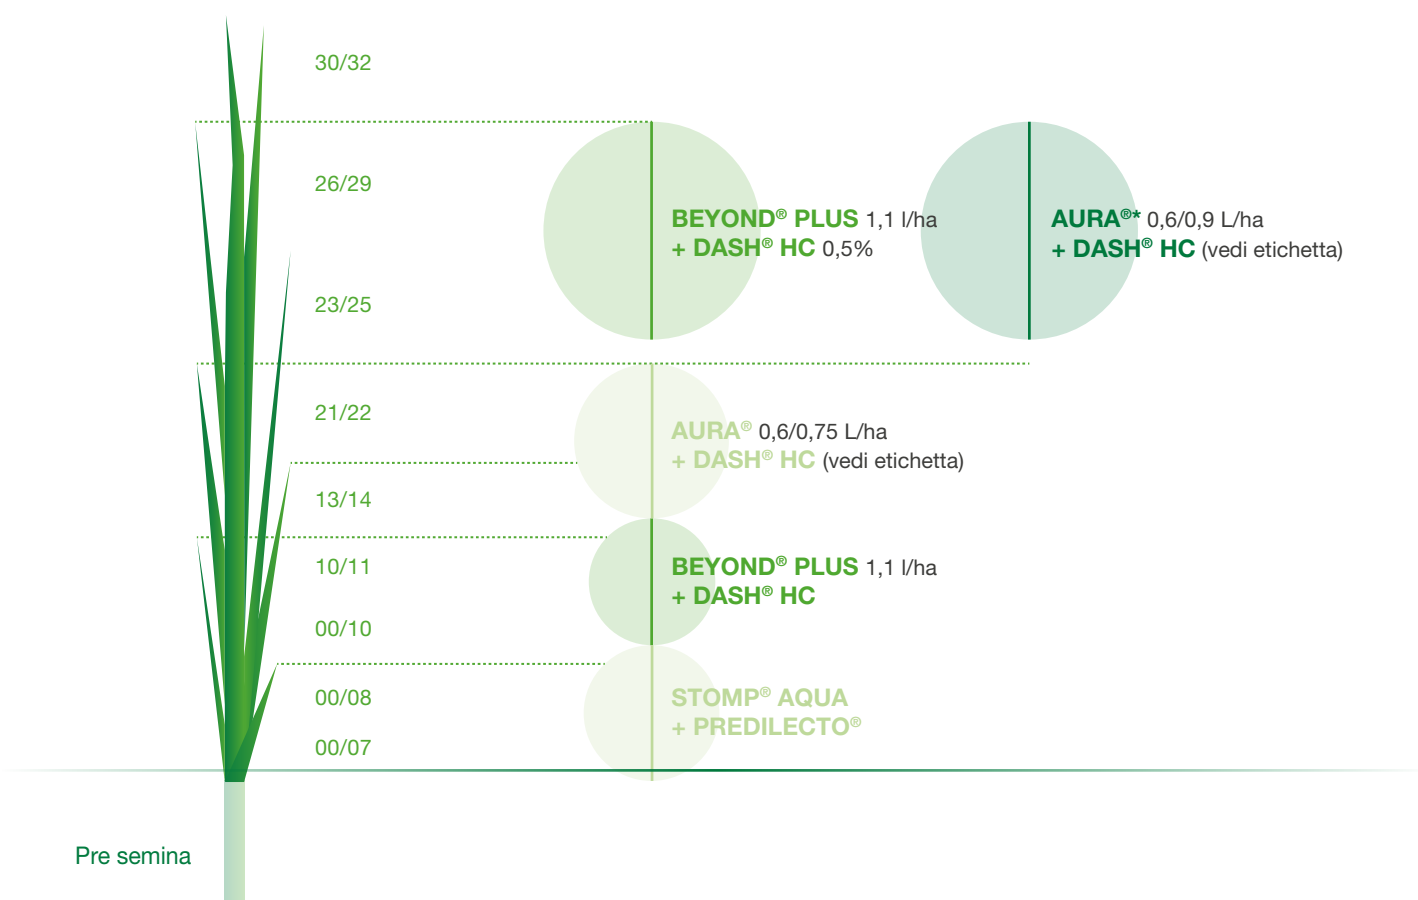 30/32
26/29
BEYOND® PLUS 1,1 l/ha
+ DASH® HC 0,5%
AURA®* 0,6/0,9 L/ha
+ DASH® HC (vedi etichetta)
23/25
21/22
AURA® 0,6/0,75 L/ha
+ DASH® HC (vedi etichetta)
13/14
10/11
BEYOND® PLUS 1,1 l/ha
+ DASH® HC
00/10
00/08
STOMP® AQUA
+ PREDILECTO®
00/07
Pre semina